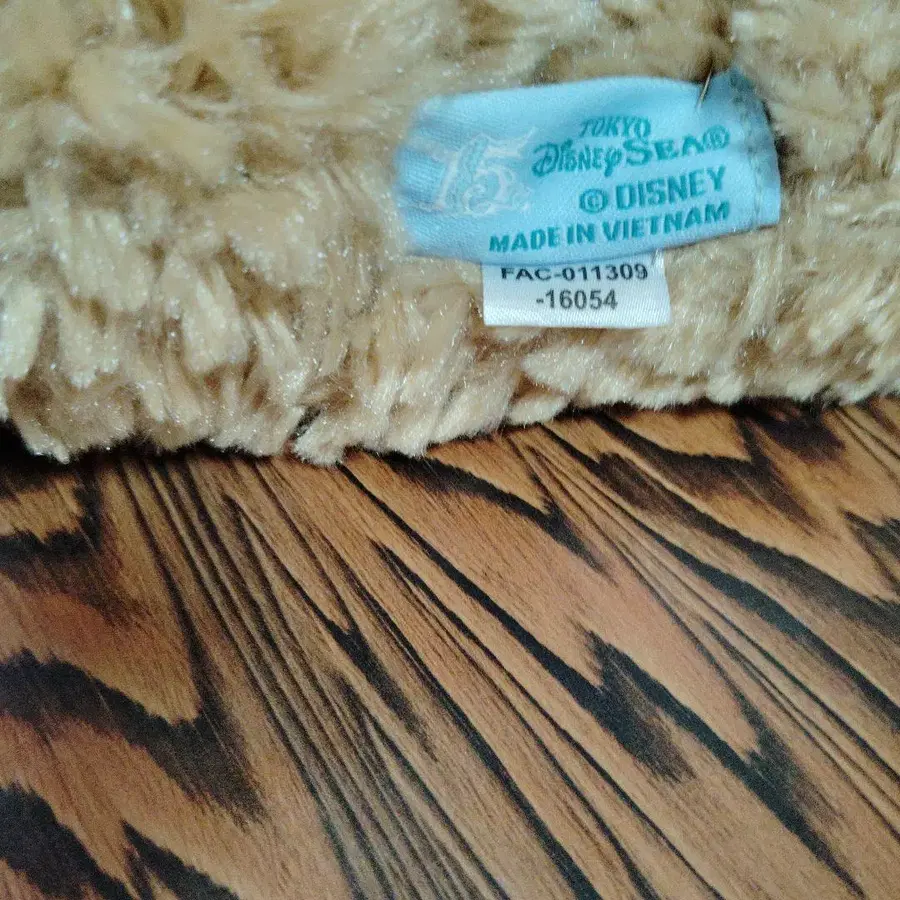 15
TOKYO
DISNEYSEA®
© DISNEY
MADE IN VIETNAM
FAC-011309
-16054